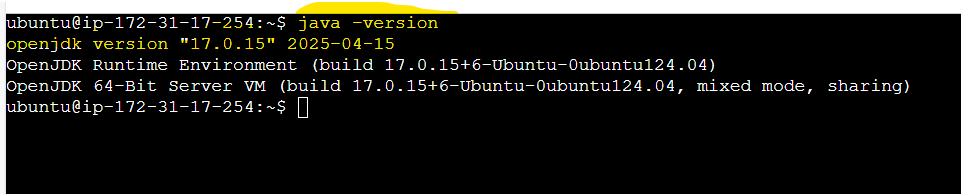 ubuntu@ip-172-31-17-254:~$ java -version
openjdk version "17.0.15" 2025-04-15
OpenJDK Runtime Environment (build 17.0.15+6-Ubuntu-0ubuntu124.04)
OpenJDK 64-Bit Server VM (build 17.0.15+6-Ubuntu-0ubuntu124.04, mixed mode, sharing)
ubuntu@ip-172-31-17-254:~$